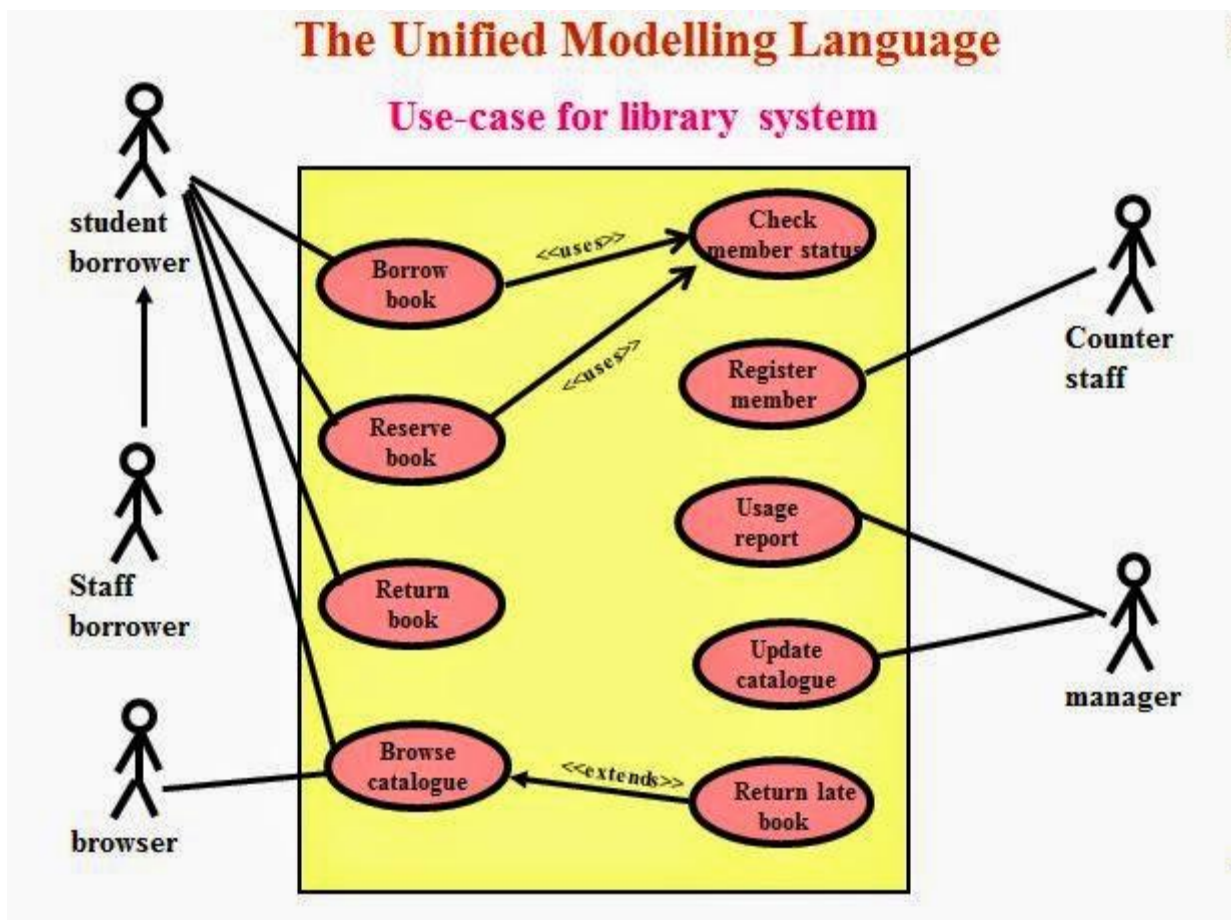 The Unified Modelling Language
Use-case for library system
student
borrower
Staff
borrower
browser
Borrow
book
Reserve
book
Return
book
Browse
catalogue
<<uses>>
<<uses>>
<<extends>>
Check
member status
Register
member
Usage
report
Update
catalogue
Return late
book
Counter
staff
manager